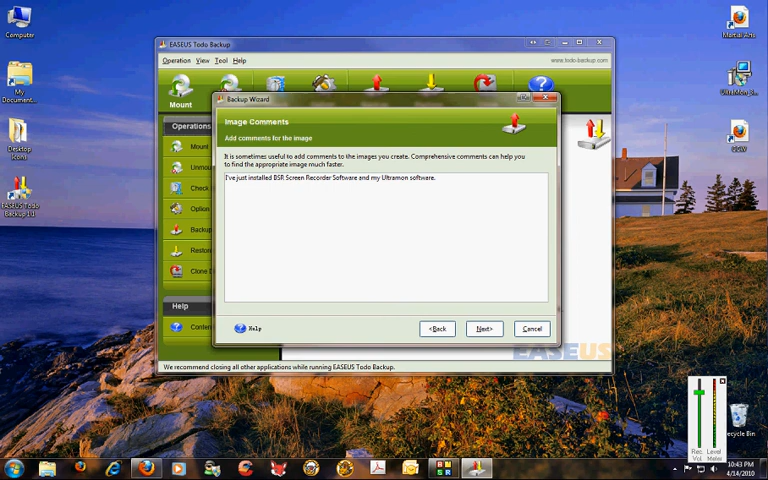 Computer
My
Document...
Desktop
Icons
EASEUS Todo
Backup 1.1
EASEUS Todo Backup
Operation View Tool Help
www.todo-backup.com
Mount
Operations
Mount
Unmou
Check
Option
Backup
Restor
Clone D
Help
Conten
Backup Wizard
Image Comments
Add comments for the image
It is sometimes useful to add comments to the images you create. Comprehensive comments can help you
to find the appropriate image much faster.
I've just installed BSR Screen Recorder Software and my Ultramon software.
Help
<Back
Next>
Cancel
EASEUS
We recommend closing all other applications while running EASEUS Todo Backup.
Martial Arts
Recycle Bin
Rec. Level
Vol Meter
10:43 PM
4/14/2010